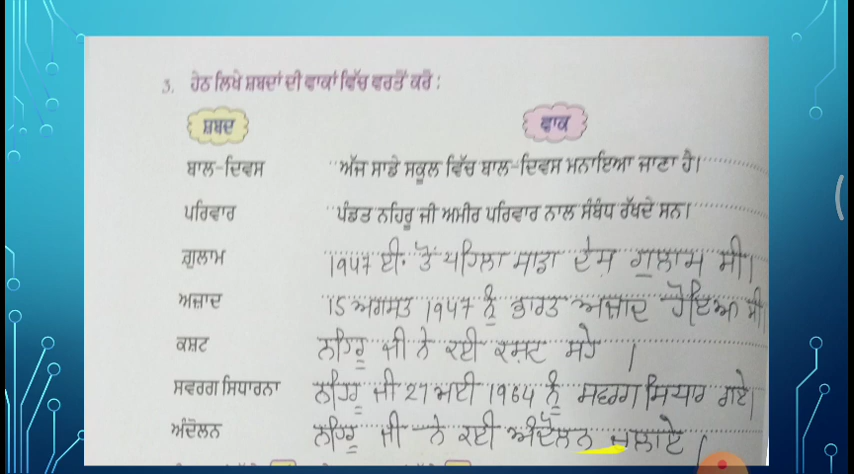 3. ਹੇਠ ਲਿਖੇ ਸ਼ਬਦਾਂ ਦੀ ਵਾਕਾਂ ਵਿੱਚ ਵਰਤੋਂ ਕਰੋ :
ਸ਼ਬਦ ਵਾਕ
ਬਾਲ-ਦਿਵਸ ਅੱਜ ਸਾਡੇ ਸਕੂਲ ਵਿੱਚ ਬਾਲ-ਦਿਵਸ ਮਨਾਇਆ ਜਾਣਾ ਹੈ।
ਪਰਿਵਾਰ ਪੰਡਤ ਨਹਿਰੂ ਜੀ ਅਮੀਰ ਪਰਿਵਾਰ ਨਾਲ ਸੰਬੰਧ ਰੱਖਦੇ ਸਨ।
ਗ਼ੁਲਾਮ 1947 ਈ. ਤੋਂ ਪਹਿਲਾ ਸਾਡਾ ਦੇਸ਼ ਗੁਲਾਮ ਸੀ।
ਅਜ਼ਾਦ 15 ਅਗਸਤ 1947 ਨੂੰ ਭਾਰਤ ਅਜ਼ਾਦ ਹੋਇਆ ਸੀ।
ਕਸ਼ਟ ਨਹਿਰੂ ਜੀ ਨੇ ਕਈ ਕਸ਼ਟ ਸਹੇ।
ਸਵਰਗ ਸਿਧਾਰਨਾ ਨਹਿਰੂ ਜੀ 27 ਮਈ 1964 ਨੂੰ ਸਵਰਗ ਸਿਧਾਰ ਗਏ।
ਅੰਦੋਲਨ ਨਹਿਰੂ ਜੀ ਨੇ ਕਈ ਅੰਦੋਲਨ ਚਲਾਏ।